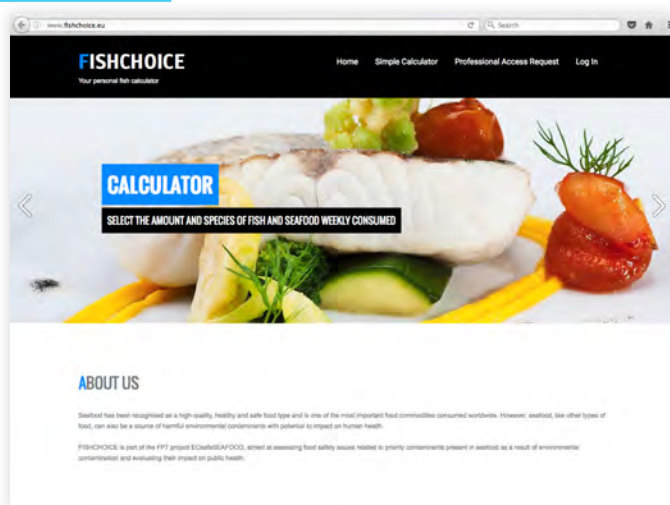 www.fishchoice.eu
Search
FISHCHOICE
Your personal fish calculator
Home Simple Calculator Professional Access Request Log In
CALCULATOR
SELECT THE AMOUNT AND SPECIES OF FISH AND SEAFOOD WEEKLY CONSUMED
ABOUT US
Seafood has been recognised as a high-quality, healthy and safe food type and is one of the most important food commodities consumed worldwide. However, seafood, like other types of
food, can also be a source of harmful environmental contaminants with potential to impact on human health.
FISHCHOICE is part of the FP7 project ECsafeSEAFOOD, aimed at assessing food safety issues related to priority contaminants present in seafood as a result of environmental
contamination and evaluating their impact on public health.